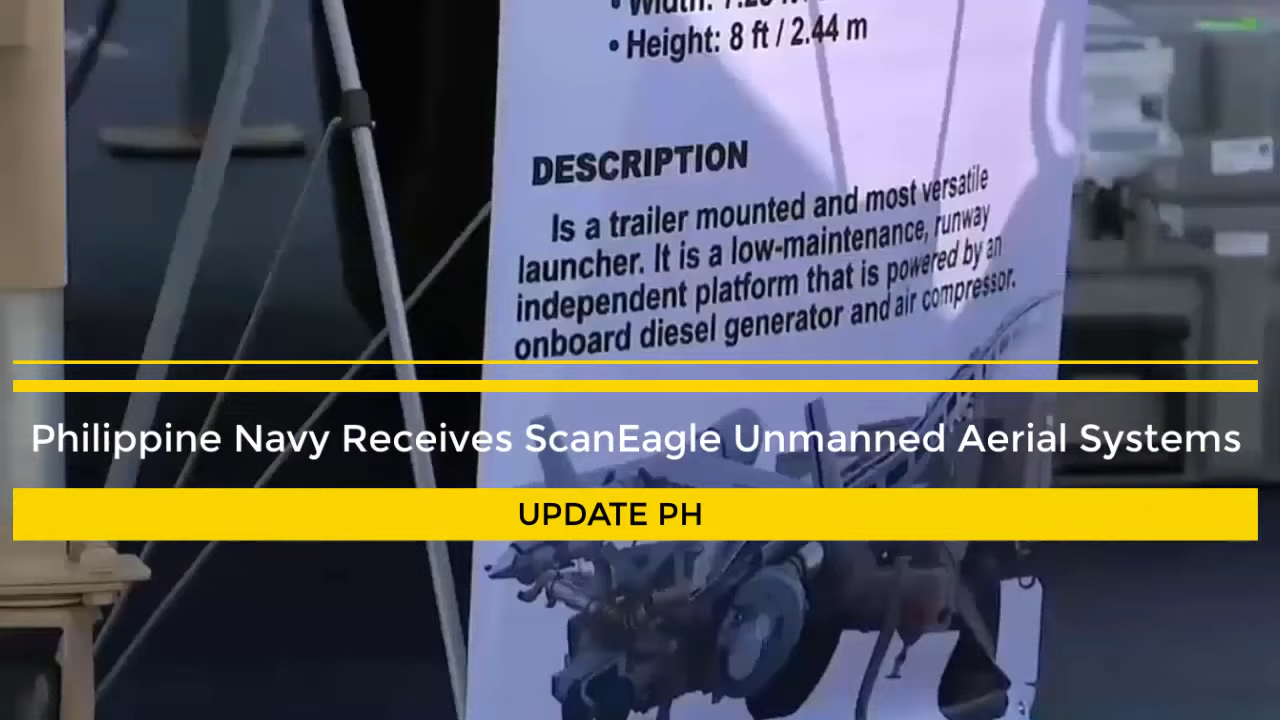 • Width:
• Height: 8 ft / 2.44 m
DESCRIPTION
Is a trailer mounted and most versatile
launcher. It is a low-maintenance, runway
independent platform that is powered by an
onboard diesel generator and air compressor.
Philippine Navy Receives ScanEagle Unmanned Aerial Systems
UPDATE PH